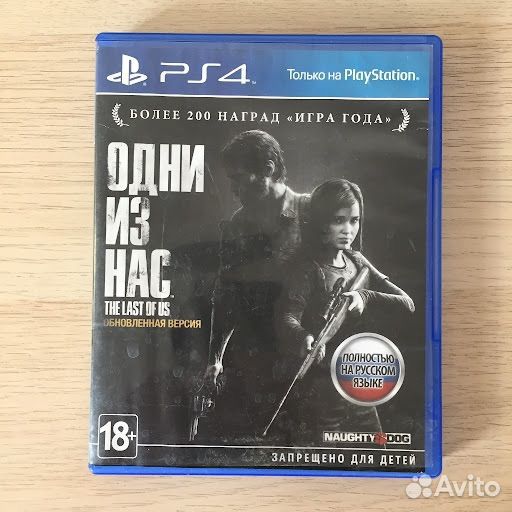 PS4
Только на PlayStation
БОЛЕЕ 200 НАГРАД «ИГРА ГОДА»
ОДНИ
ИЗ
НАС
THE LAST OF US
ОБНОВЛЕННАЯ ВЕРСИЯ
ПОЛНОСТЬЮ
НА РУССКОМ
ЯЗЫКЕ
18+
NAUGHTY DOG
ЗАПРЕЩЕНО ДЛЯ ДЕТЕЙ
Avito